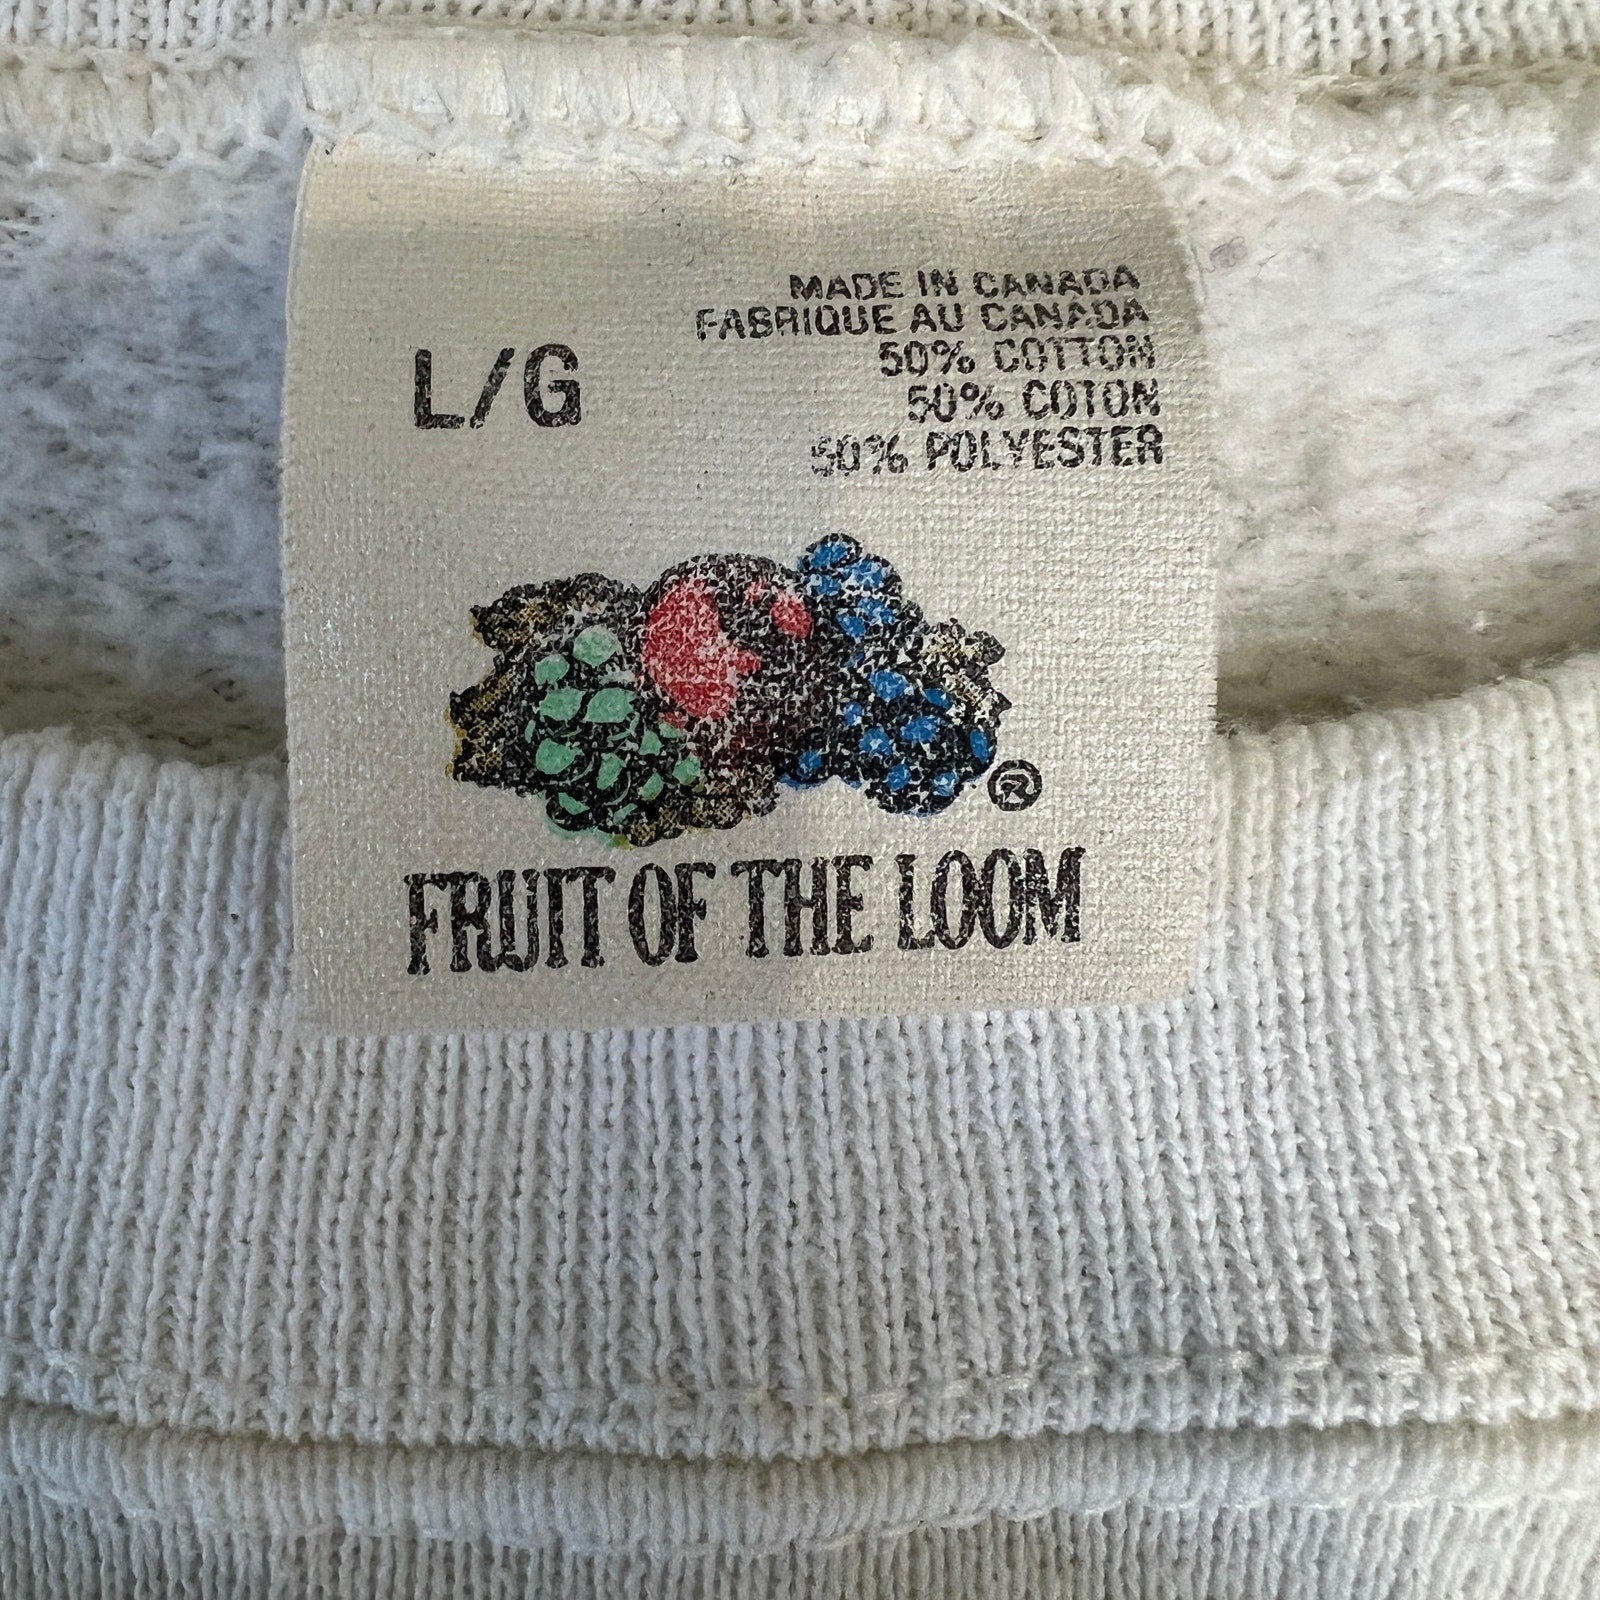 MADE IN CANADA
FABRIQUE AU CANADA
L/G
50% COTTON
50% COTON
50% POLYESTER
®
FRUIT OF THE LOOM